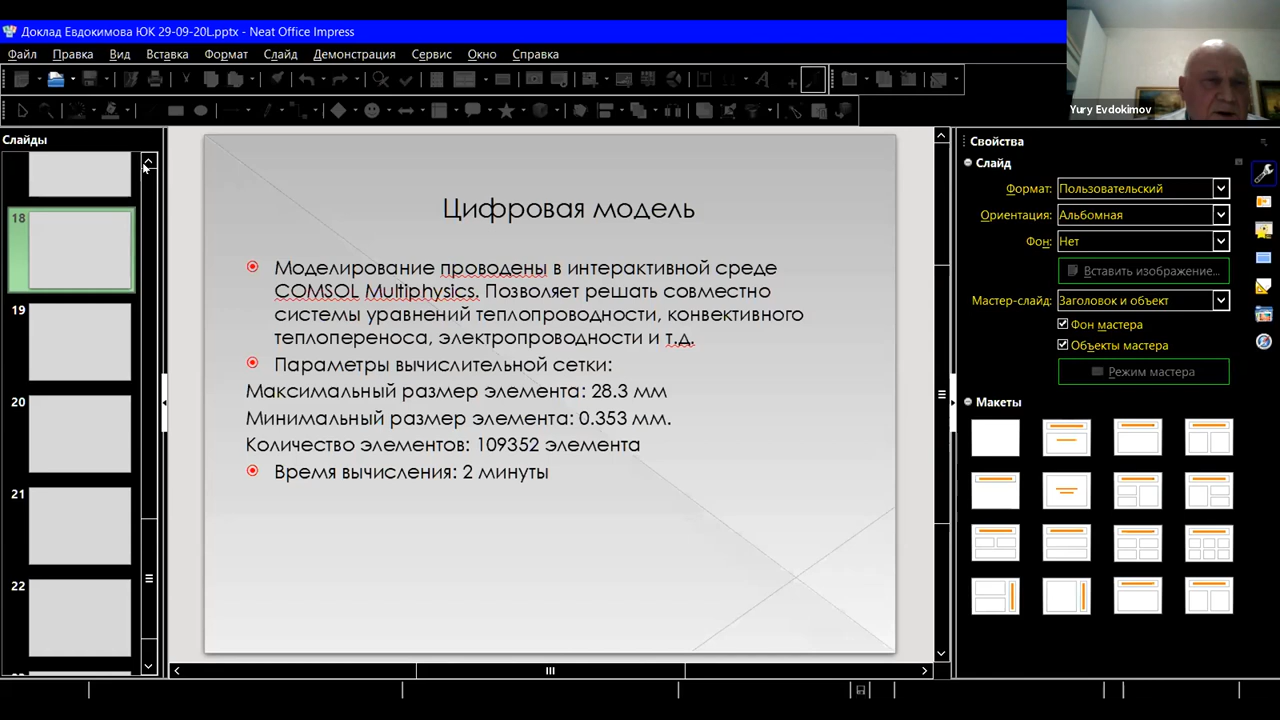 Доклад Евдокимова ЮК 29-09-20L.pptx - Neat Office Impress
Файл Правка Вид Вставка Формат Слайд Демонстрация Сервис Окно Справка
Yury Evdokimov
Слайды
18
19
20
21
22
Цифровая модель
Моделирование проводены в интерактивной среде
COMSOL Multiphysics. Позволяет решать совместно
системы уравнений теплопроводности, конвективного
теплопереноса, электропроводности и т.д.
Параметры вычислительной сетки:
Максимальный размер элемента: 28.3 мм
Минимальный размер элемента: 0.353 мм.
Количество элементов: 109352 элемента
Время вычисления: 2 минуты
Свойства
Слайд
Формат: Пользовательский
Ориентация: Альбомная
Фон: Нет
Вставить изображение...
Мастер-слайд: Заголовок и объект
Фон мастера
Объекты мастера
Режим мастера
Макеты